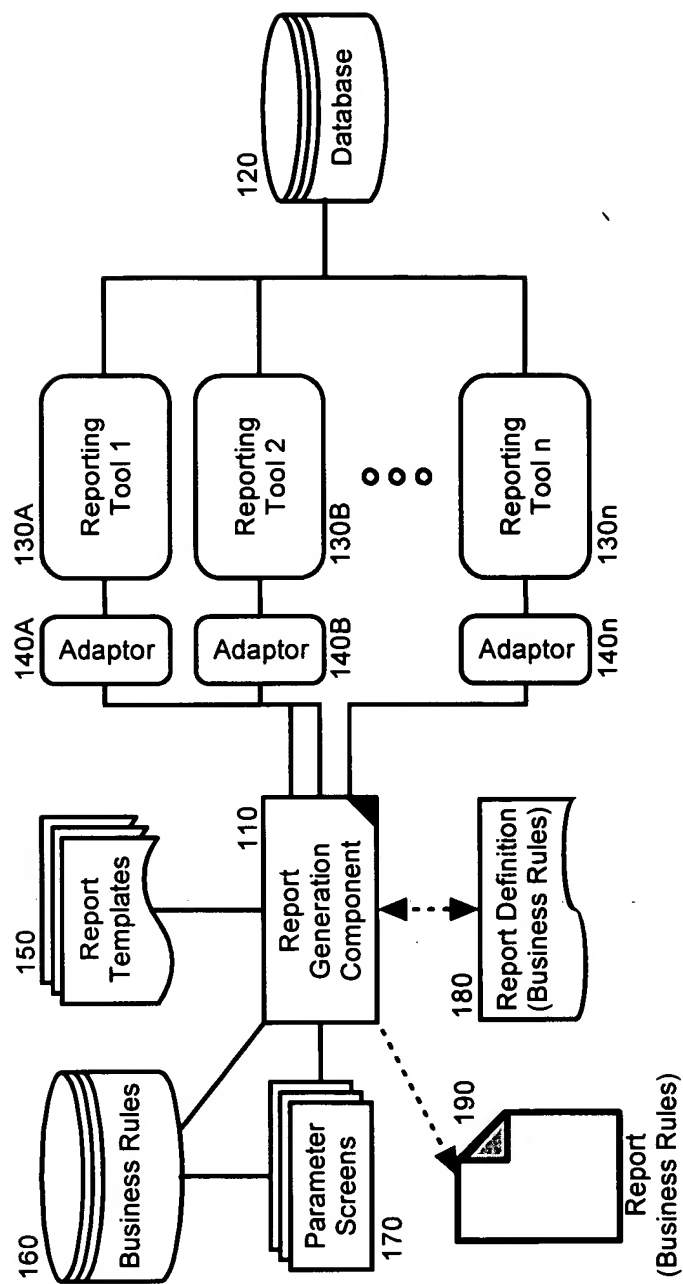 160
Business Rules
150
Report
Templates
Parameter
Screens
170
110
Report
Generation
Component
190
Report
(Business Rules)
180
Report Definition
(Business Rules)
140A
Adaptor
140B
Adaptor
140n
Adaptor
130A
Reporting
Tool 1
130B
Reporting
Tool 2
130n
Reporting
Tool n
120
Database